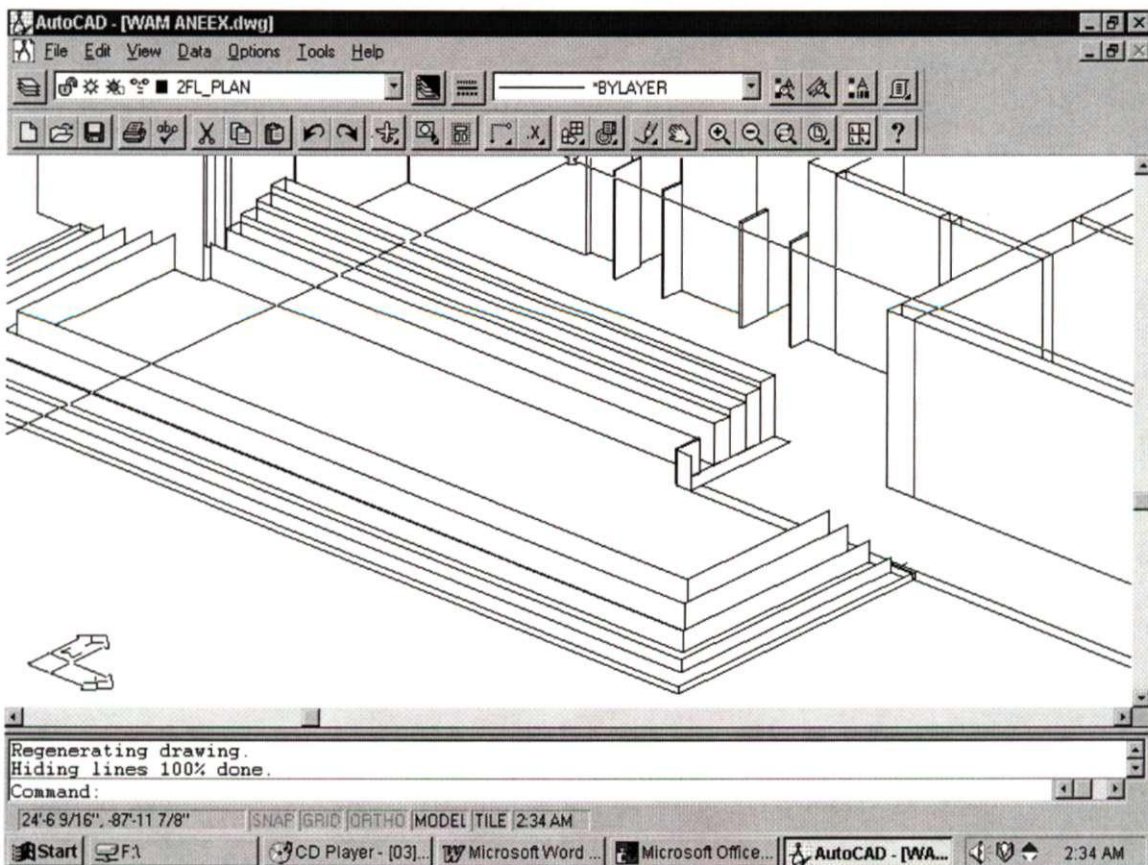 AutoCAD - [WAM ANEEX.dwg]
File Edit View Data Options Tools Help
2FL_PLAN
BYLAYER
abc
.X
?
Regenerating drawing.
Hiding lines 100% done.
Command:
24'-6 9/16", -87'-11 7/8" SNAP GRID ORTHO MODEL TILE 2:34 AM
Start F:\ CD Player - [03]... Microsoft Word ... Microsoft Office... AutoCAD - [WA... 2:34 AM